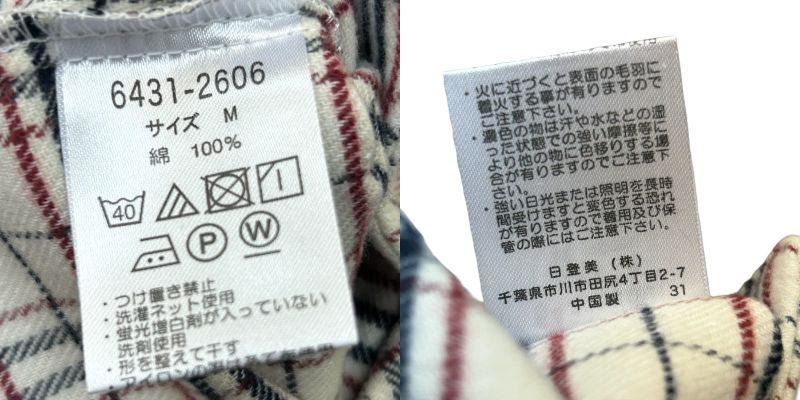 6431-2606
サイズ M
綿 100%
40
P
W
・つけ置き禁止
・洗濯ネット使用
・蛍光増白剤が入っていない
洗剤使用
・形を整えて干す
・火に近づくと表面の毛羽に
着火する事が有りますので
ご注意下さい。
・濃色の物は汗や水などの湿
った状態での強い摩擦等に
より他の物に色移りする場
合が有りますのでご注意下
さい。
・強い日光または照明を長時
間受けますと変色する恐れ
が有りますので着用及び保
管の際にはご注意下さい。
日登美(株)
千葉県市川市田尻4丁目2-7
中国製 31